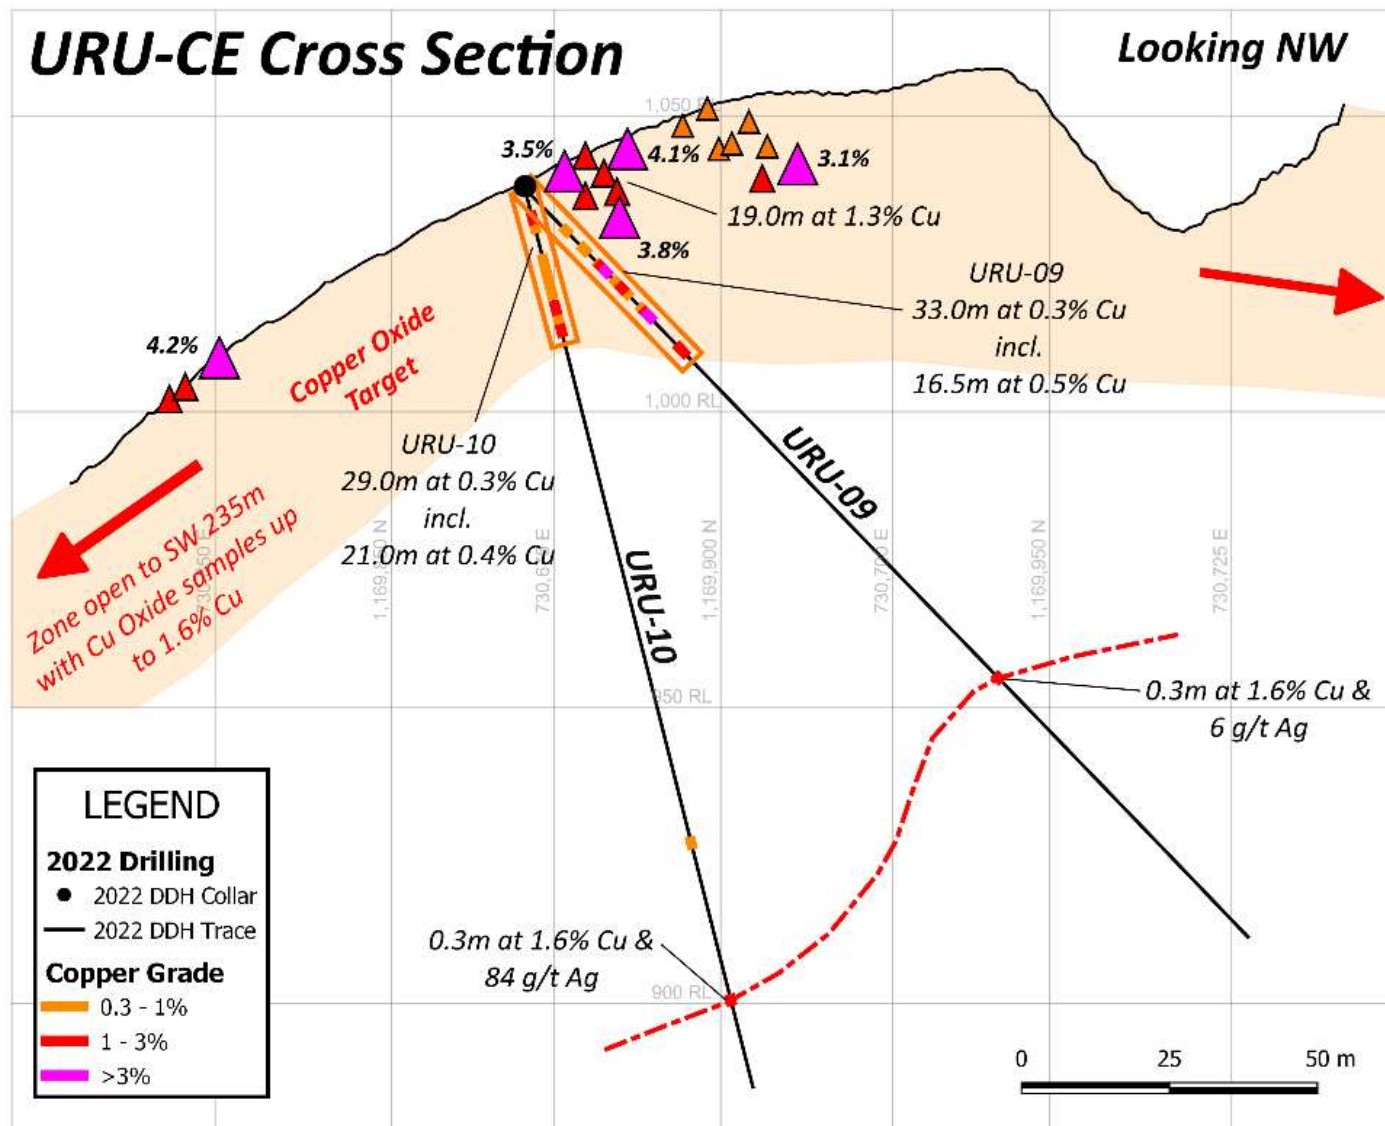 URU-CE Cross Section
Looking NW
1,050 R
3.5%
4.1%
3.1%
19.0m at 1.3% Cu
3.8%
URU-09
33.0m at 0.3% Cu
incl.
16.5m at 0.5% Cu
4.2%
Copper Oxide
Target
1,000 RL
URU-10
29.0m at 0.3% Cu
incl.
21.0m at 0.4% Cu
URU-09
URU-10
Zone open to SW 235m
with Cu Oxide samples up
to 1.6% Cu
1,169,900 N
730,700 E
1,169,950 N
730,725 E
950 RL
0.3m at 1.6% Cu &
6 g/t Ag
0.3m at 1.6% Cu &
84 g/t Ag
900 RL
LEGEND
2022 Drilling
2022 DDH Collar
2022 DDH Trace
Copper Grade
0.3 - 1%
1 - 3%
>3%
0 25 50 m